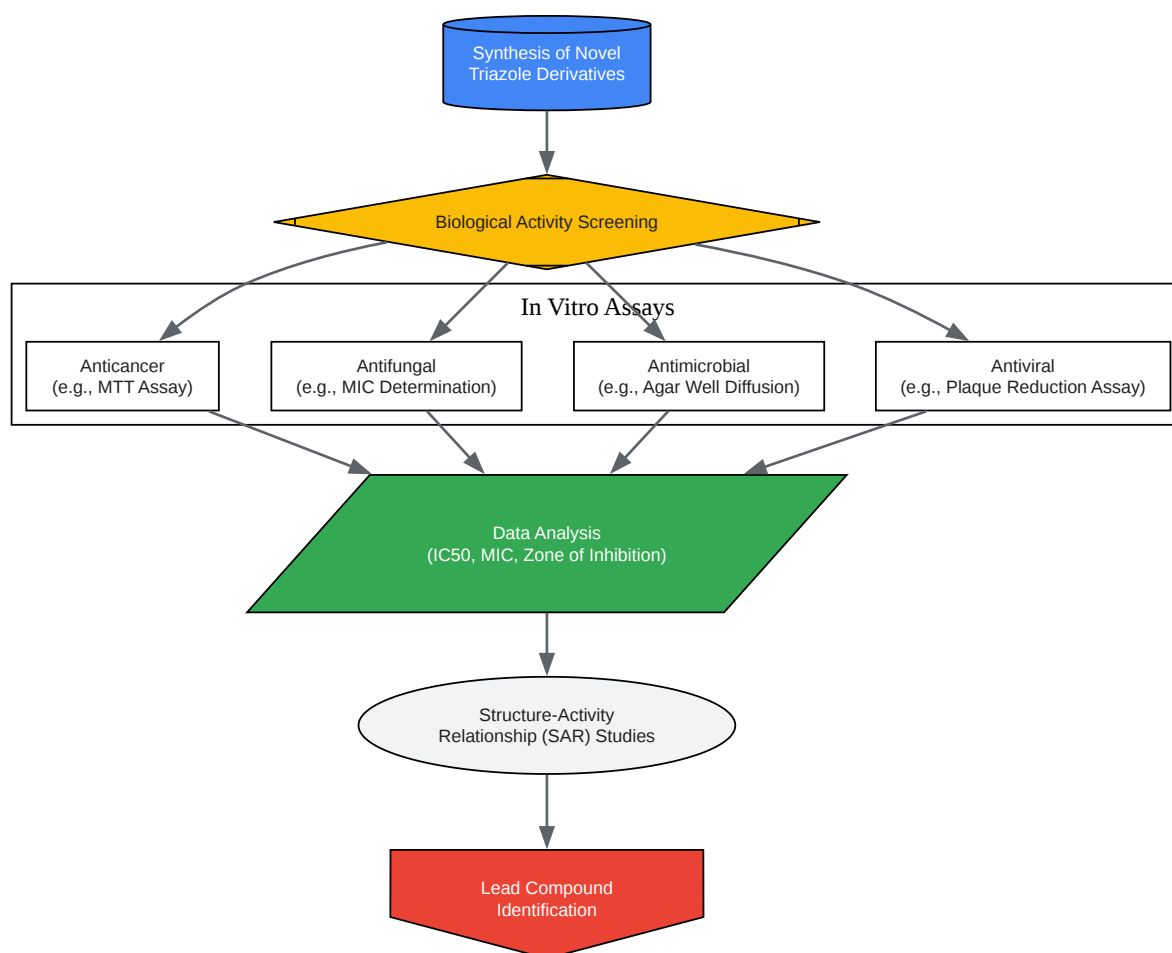 Synthesis of Novel
Triazole Derivatives
Biological Activity Screening
In Vitro Assays
Anticancer
(e.g., MTT Assay)
Antifungal
(e.g., MIC Determination)
Antimicrobial
(e.g., Agar Well Diffusion)
Antiviral
(e.g., Plaque Reduction Assay)
Data Analysis
(IC50, MIC, Zone of Inhibition)
Structure-Activity
Relationship (SAR) Studies
Lead Compound
Identification